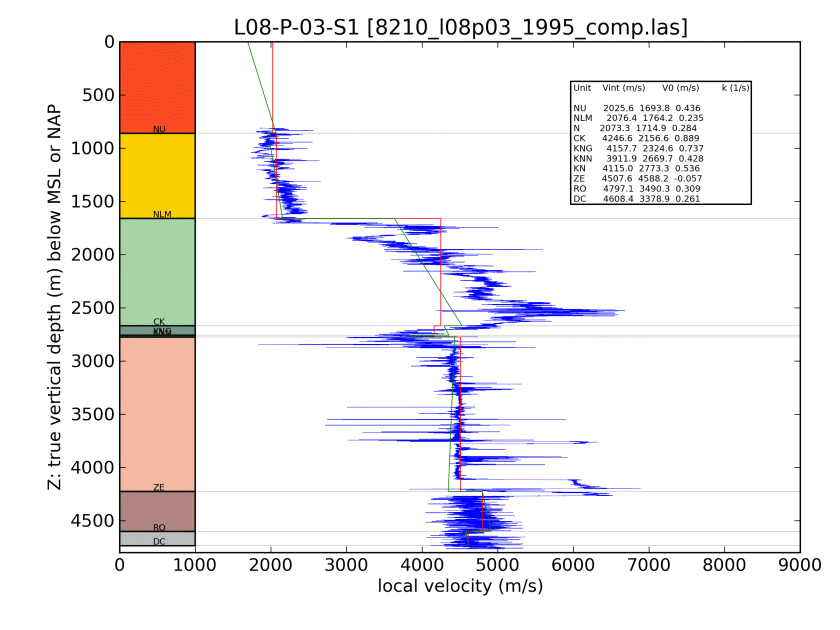 L08-P-03-S1 [8210_l08p03_1995_comp.las]
Z: true vertical depth (m) below MSL or NAP
0
500
1000
1500
2000
2500
3000
3500
4000
4500
NU
NLM
CK
KNG
ZE
RO
DC
Unit Vint (m/s) V0 (m/s) k (1/s)
NU 2025.6 1693.8 0.436
NLM 2076.4 1764.2 0.235
N 2073.3 1714.9 0.284
CK 4246.6 2156.6 0.889
KNG 4157.7 2324.6 0.737
KNN 3911.9 2669.7 0.428
KN 4115.0 2773.3 0.536
ZE 4507.6 4588.2 -0.057
RO 4797.1 3490.3 0.309
DC 4608.4 3378.9 0.261
0 1000 2000 3000 4000 5000 6000 7000 8000 9000
local velocity (m/s)